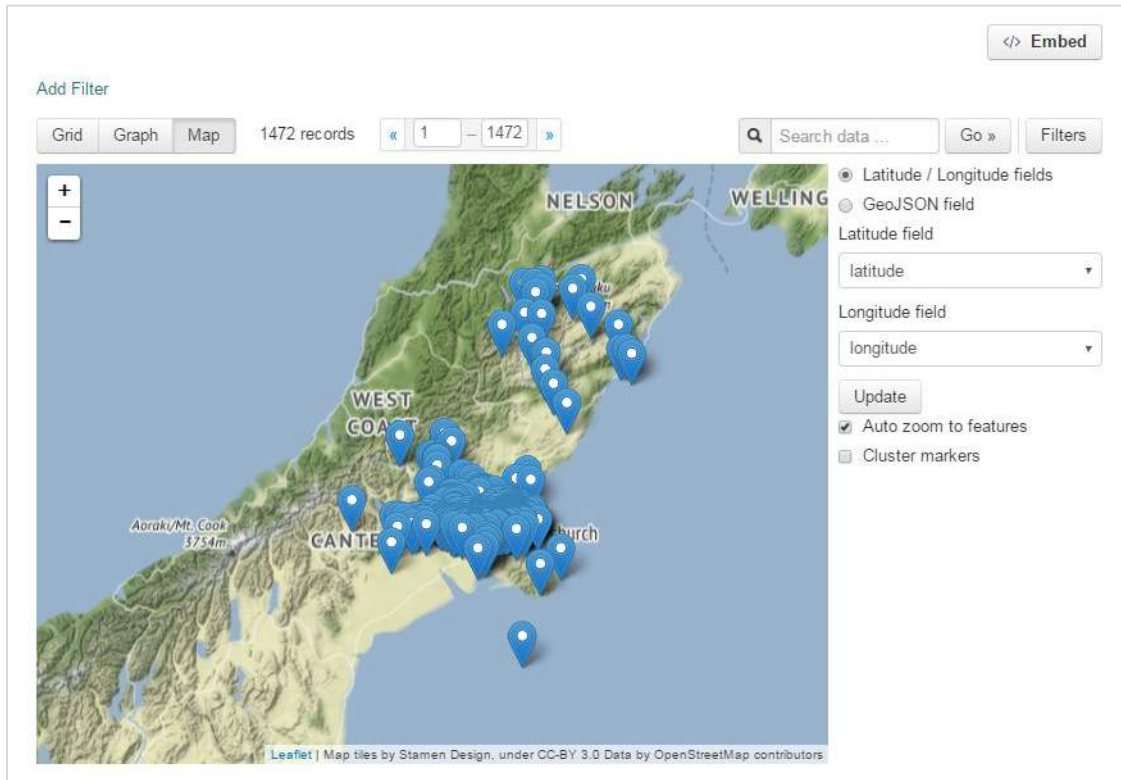 </> Embed
Add Filter
Grid Graph Map 1472 records « 1 – 1472 » Search data ... Go » Filters
+
−
NELSON
WELLING
Latitude / Longitude fields
GeoJSON field
Latitude field
latitude
Longitude field
longitude
Update
Auto zoom to features
Cluster markers
WEST
Aoraki/Mt. Cook
3754m
Leaflet | Map tiles by Stamen Design, under CC-BY 3.0 Data by OpenStreetMap contributors